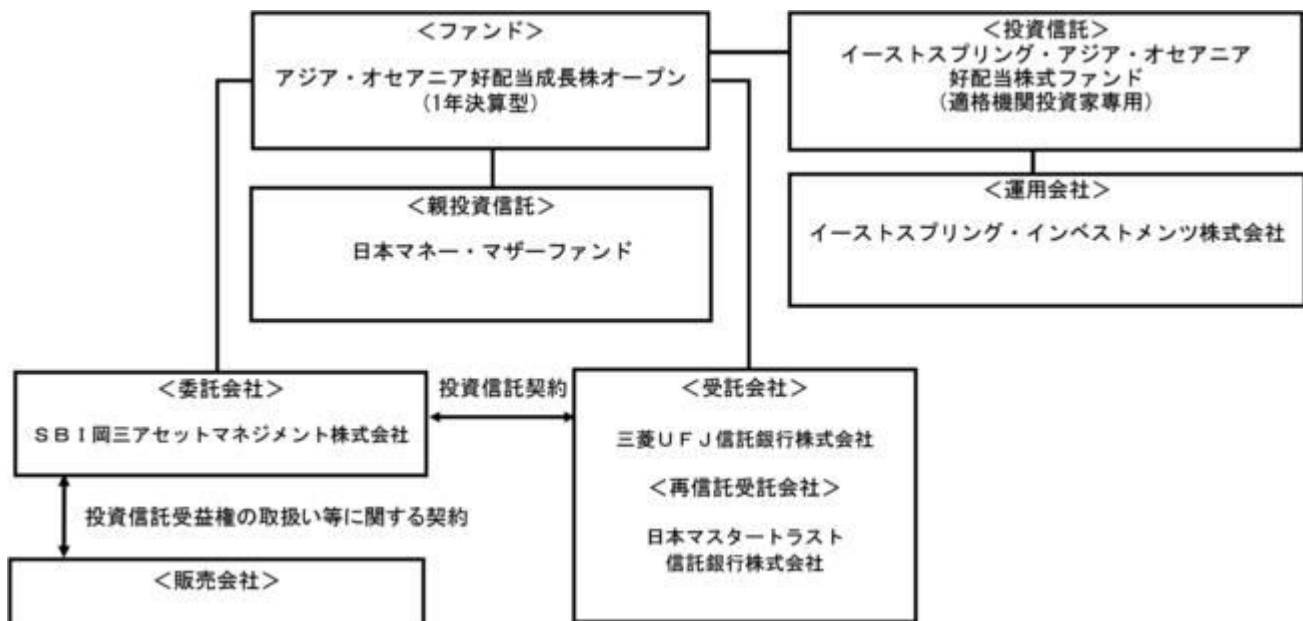 ＜ファンド＞
アジア・オセアニア好配当成長株オープン
（1年決算型）
＜投資信託＞
イーストスプリング・アジア・オセアニア
好配当株式ファンド
（適格機関投資家専用）
＜親投資信託＞
日本マネー・マザーファンド
＜運用会社＞
イーストスプリング・インベストメンツ株式会社
＜委託会社＞
ＳＢＩ岡三アセットマネジメント株式会社
投資信託契約
＜受託会社＞
三菱ＵＦＪ信託銀行株式会社
＜再信託受託会社＞
日本マスタートラスト
信託銀行株式会社
投資信託受益権の取扱い等に関する契約
＜販売会社＞